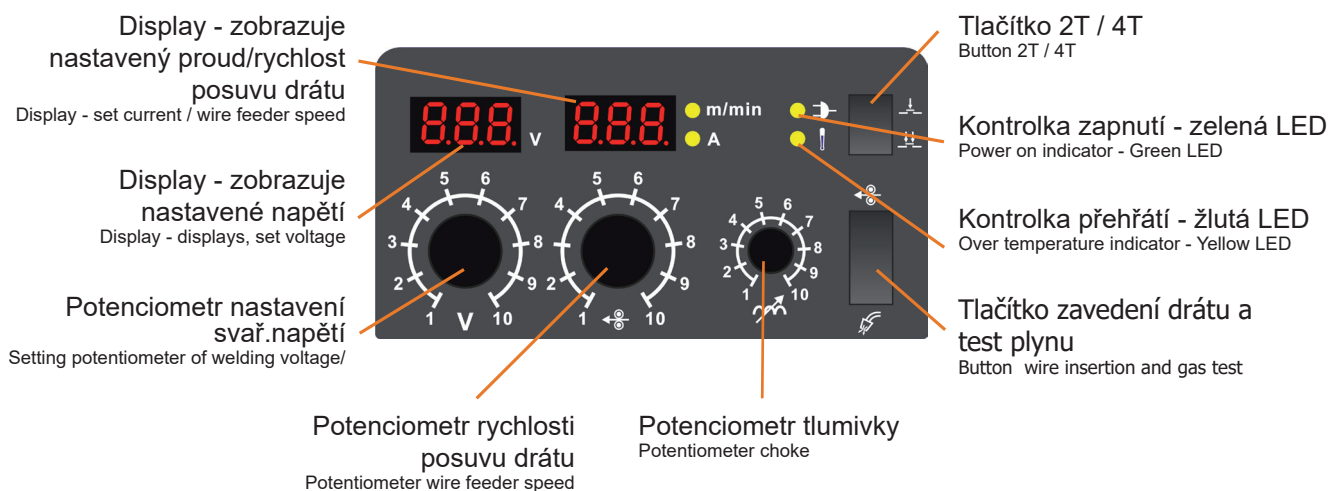 Display - zobrazuje
nastavený proud/rychlost
posuvu drátu
Display - set current / wire feeder speed
Display - zobrazuje
nastavené napětí
Display - displays, set voltage
Potenciometr nastavení
svař.napětí
Setting potentiometer of welding voltage/
8.8.8. V
8.8.8.
m/min
A
1 2 3 4 5 6 7 8 9 10
V
1 2 3 4 5 6 7 8 9 10
1 2 3 4 5 6 7 8 9 10
Tlačítko 2T / 4T
Button 2T / 4T
Kontrolka zapnutí - zelená LED
Power on indicator - Green LED
Kontrolka přehřátí - žlutá LED
Over temperature indicator - Yellow LED
Tlačítko zavedení drátu a
test plynu
Button wire insertion and gas test
Potenciometr rychlosti
posuvu drátu
Potentiometer wire feeder speed
Potenciometr tlumivky
Potentiometer choke